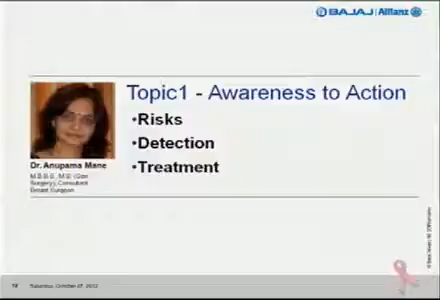 BAJAJ | Allianz
Topic1 - Awareness to Action
•Risks
•Detection
•Treatment
Dr. Anupama Mane
M.B.B.S., M.S (Gen
Surgery), Consultant
Breast Surgeon
Saturday, October 27, 2012